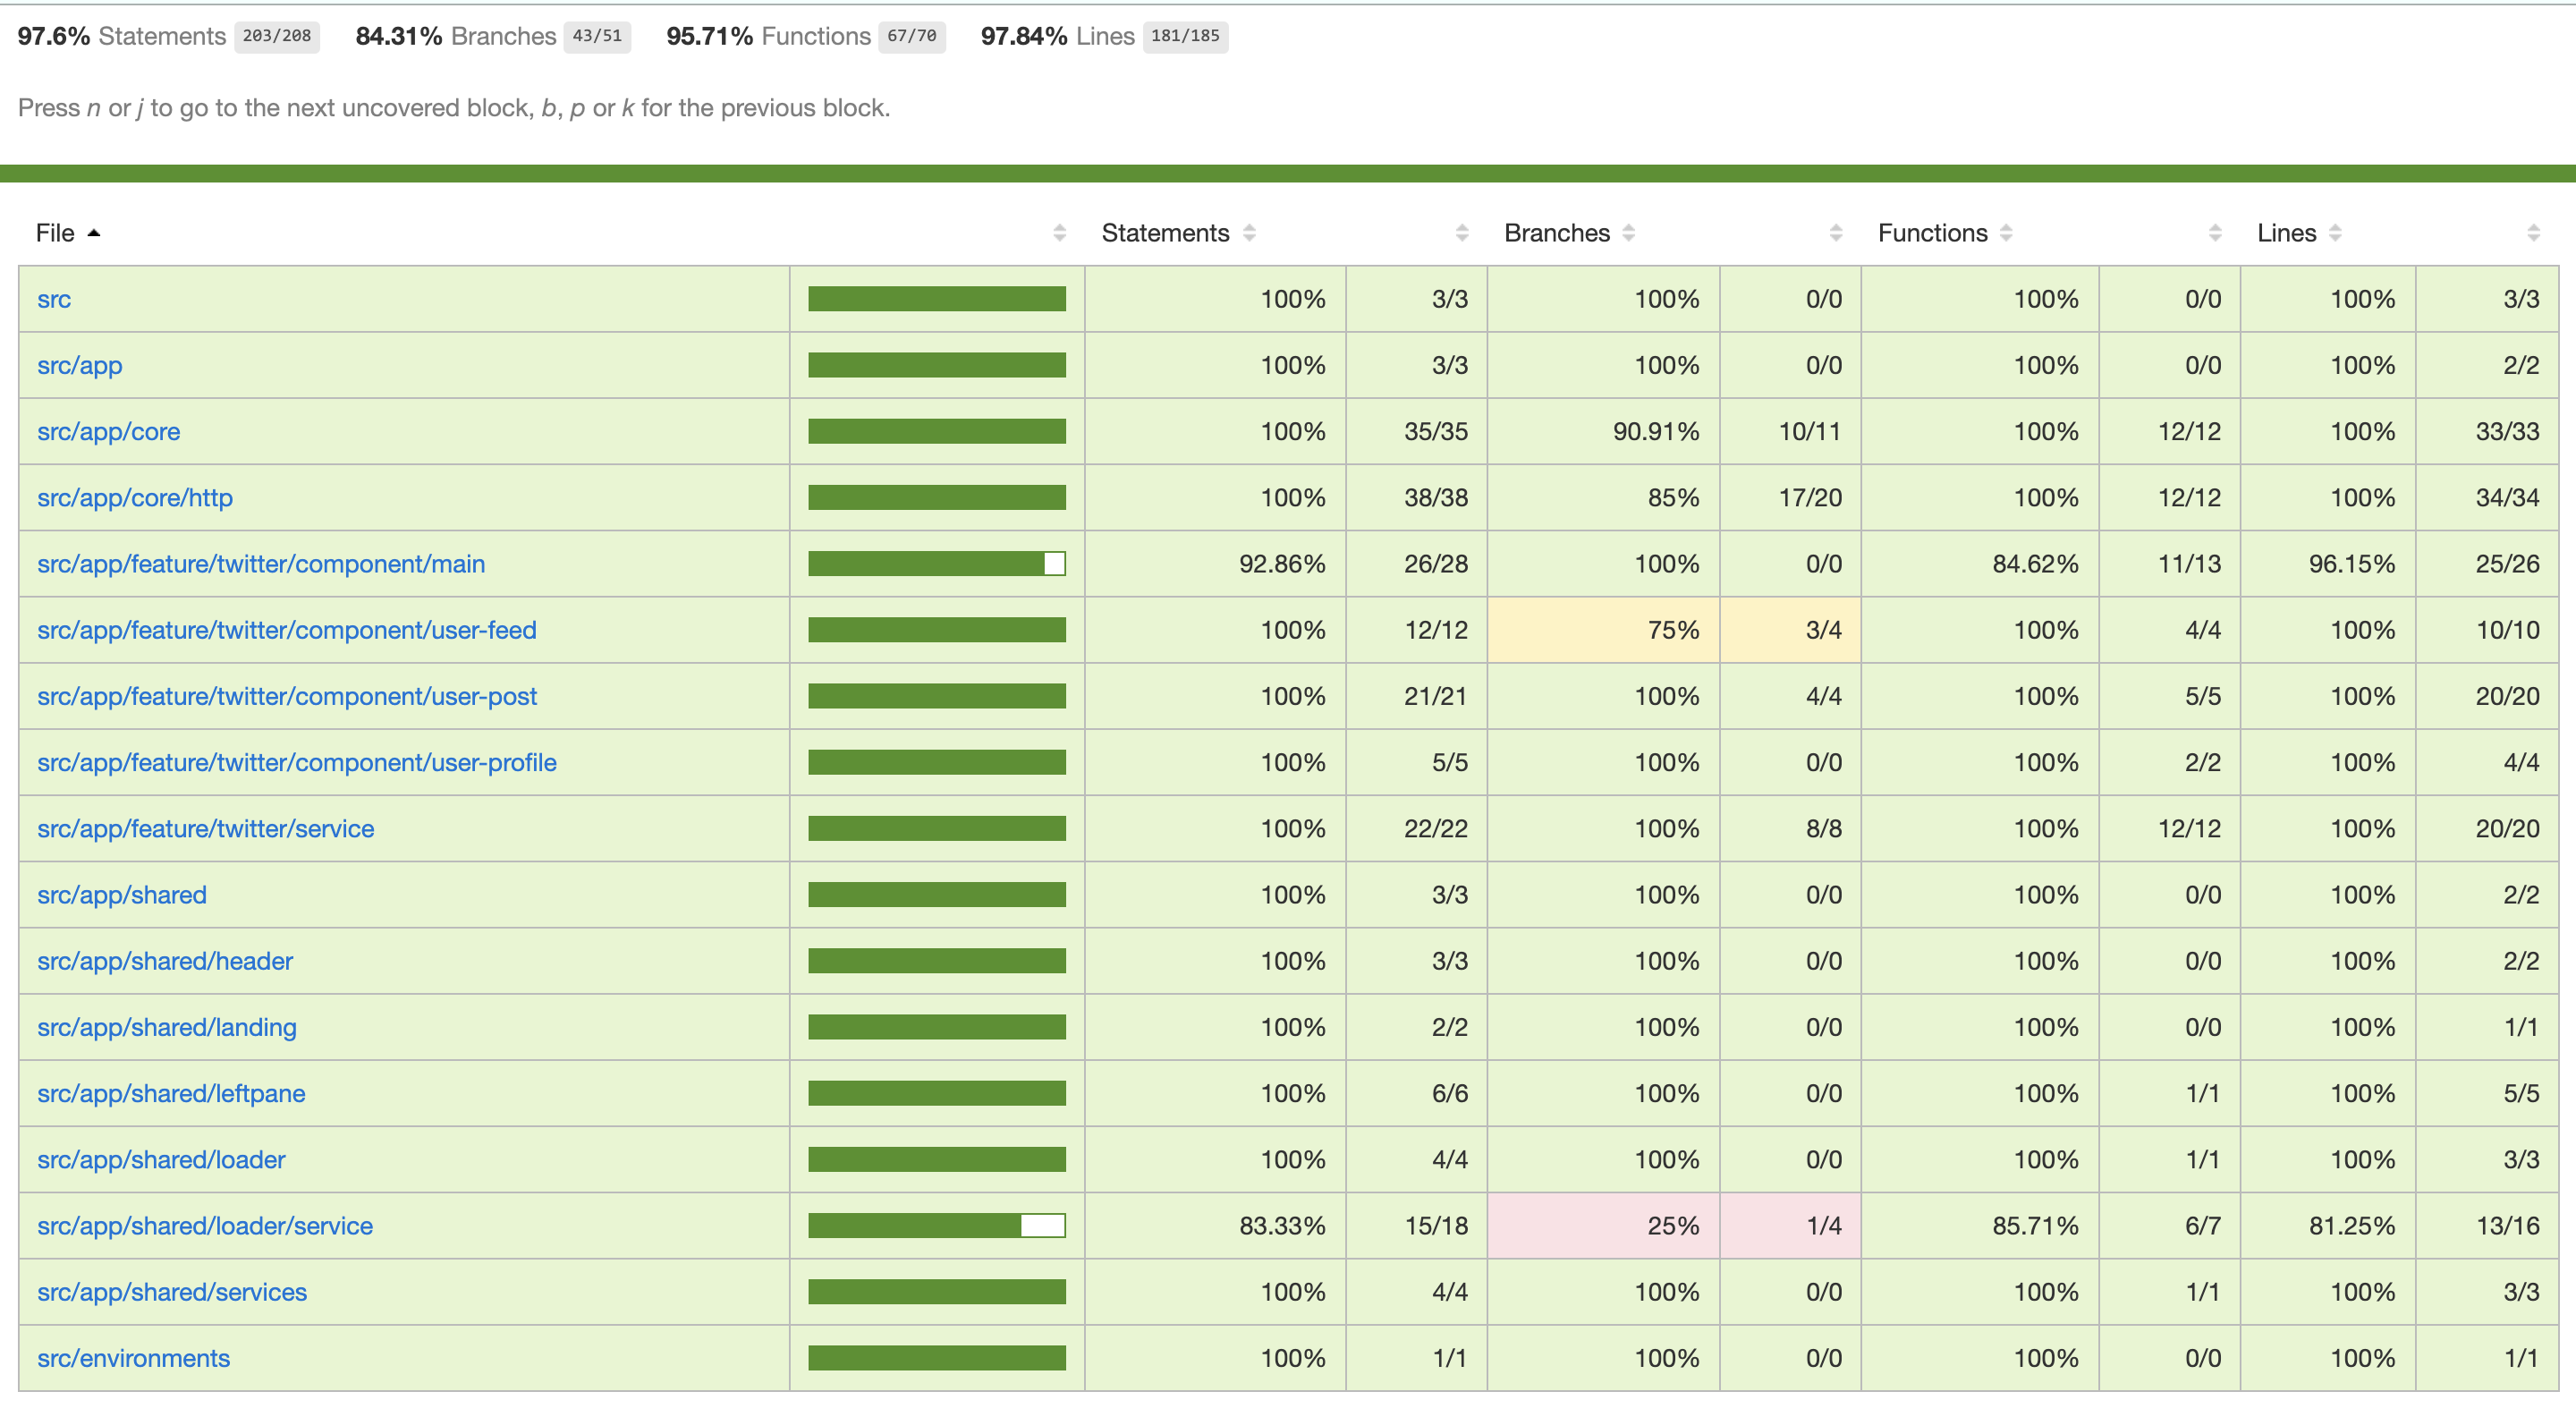 97.6% Statements 203/208 84.31% Branches 43/51 95.71% Functions 67/70 97.84% Lines 181/185
Press n or j to go to the next uncovered block, b, p or k for the previous block.
File Statements Branches Functions Lines
src 100% 3/3 100% 0/0 100% 0/0 100% 3/3
src/app 100% 3/3 100% 0/0 100% 0/0 100% 2/2
src/app/core 100% 35/35 90.91% 10/11 100% 12/12 100% 33/33
src/app/core/http 100% 38/38 85% 17/20 100% 12/12 100% 34/34
src/app/feature/twitter/component/main 92.86% 26/28 100% 0/0 84.62% 11/13 96.15% 25/26
src/app/feature/twitter/component/user-feed 100% 12/12 75% 3/4 100% 4/4 100% 10/10
src/app/feature/twitter/component/user-post 100% 21/21 100% 4/4 100% 5/5 100% 20/20
src/app/feature/twitter/component/user-profile 100% 5/5 100% 0/0 100% 2/2 100% 4/4
src/app/feature/twitter/service 100% 22/22 100% 8/8 100% 12/12 100% 20/20
src/app/shared 100% 3/3 100% 0/0 100% 0/0 100% 2/2
src/app/shared/header 100% 3/3 100% 0/0 100% 0/0 100% 2/2
src/app/shared/landing 100% 2/2 100% 0/0 100% 0/0 100% 1/1
src/app/shared/leftpane 100% 6/6 100% 0/0 100% 1/1 100% 5/5
src/app/shared/loader 100% 4/4 100% 0/0 100% 1/1 100% 3/3
src/app/shared/loader/service 83.33% 15/18 25% 1/4 85.71% 6/7 81.25% 13/16
src/app/shared/services 100% 4/4 100% 0/0 100% 1/1 100% 3/3
src/environments 100% 1/1 100% 0/0 100% 0/0 100% 1/1